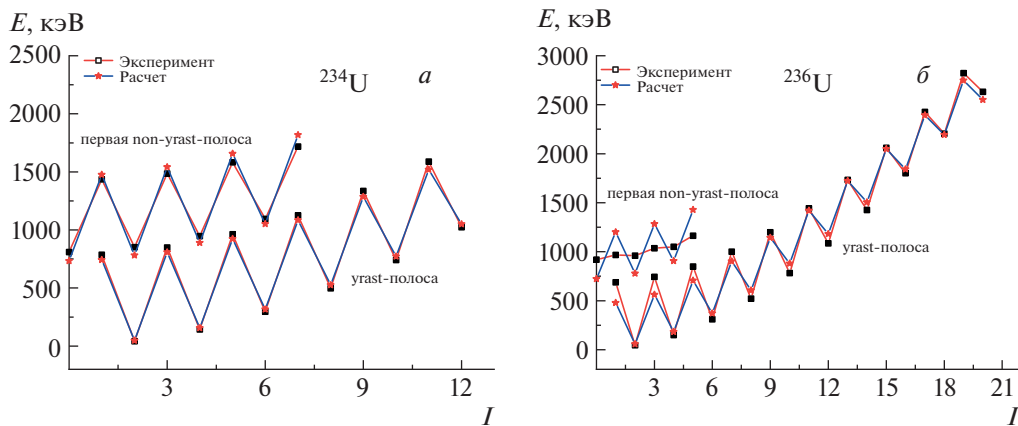 E, кэВ
2500
2000
1500
1000
500
0
Эксперимент
Расчет
²³⁴U
а
первая non-yrast-полоса
yrast-полоса
3
6
9
12
I
E, кэВ
3000
2500
2000
1500
1000
500
0
Эксперимент
Расчет
²³⁶U
б
первая non-yrast-полоса
yrast-полоса
3
6
9
12
15
18
21
I